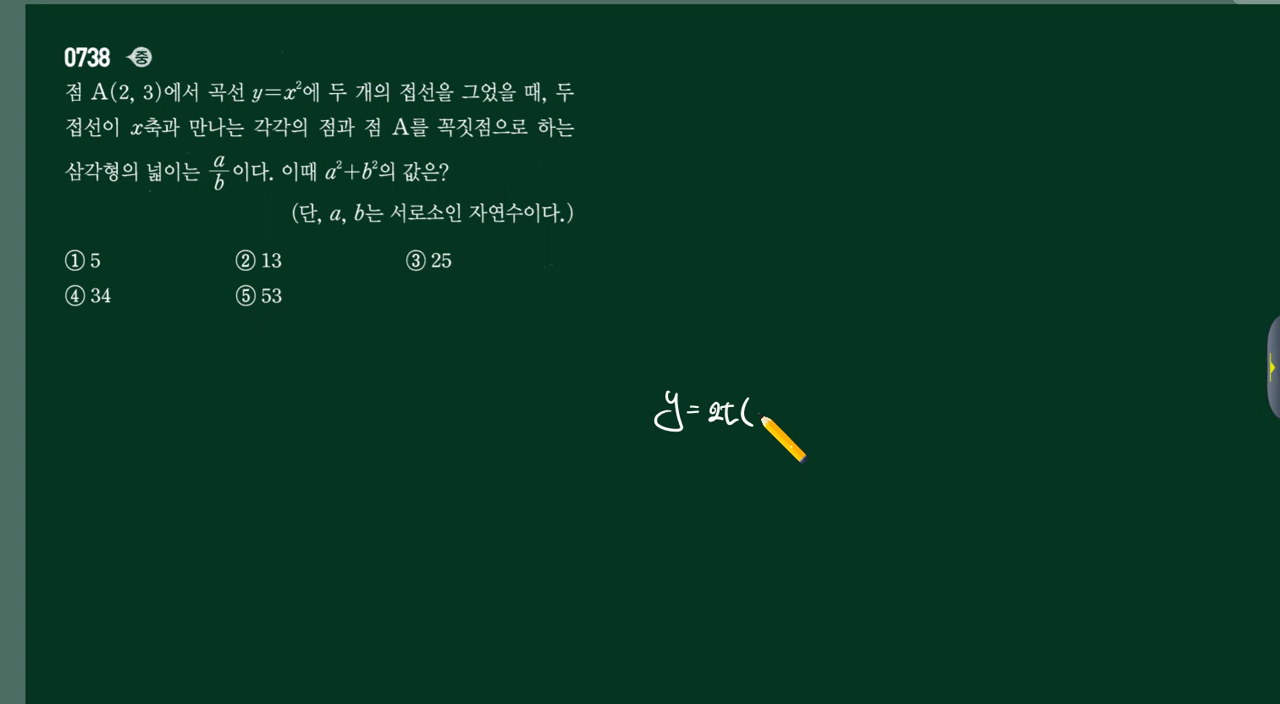 0738 중
점 A(2, 3)에서 곡선 y=x²에 두 개의 접선을 그었을 때, 두
접선이 x축과 만나는 각각의 점과 점 A를 꼭짓점으로 하는
삼각형의 넓이는 a/b이다. 이때 a²+b²의 값은?
(단, a, b는 서로소인 자연수이다.)
① 5 ② 13 ③ 25
④ 34 ⑤ 53
y=2t(